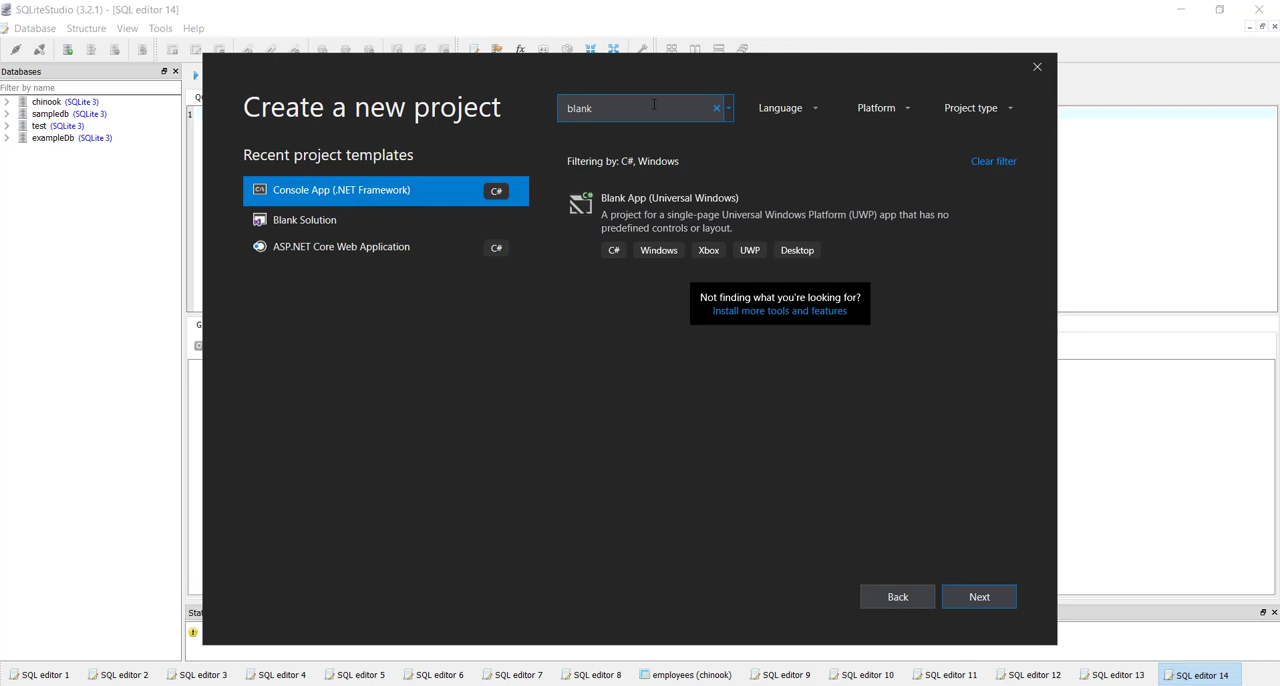 SQLiteStudio (3.2.1) - [SQL editor 14]
Database Structure View Tools Help
Databases
Filter by name
chinook (SQLite 3)
sampledb (SQLite 3)
test (SQLite 3)
exampleDb (SQLite 3)
1
Create a new project
blank
Language
Platform
Project type
Recent project templates
Filtering by: C#, Windows
Clear filter
Console App (.NET Framework) C#
Blank Solution
ASP.NET Core Web Application C#
Blank App (Universal Windows)
A project for a single-page Universal Windows Platform (UWP) app that has no
predefined controls or layout.
C# Windows Xbox UWP Desktop
Not finding what you're looking for?
Install more tools and features
Back
Next
SQL editor 1 SQL editor 2 SQL editor 3 SQL editor 4 SQL editor 5 SQL editor 6 SQL editor 7 SQL editor 8 employees (chinook) SQL editor 9 SQL editor 10 SQL editor 11 SQL editor 12 SQL editor 13 SQL editor 14